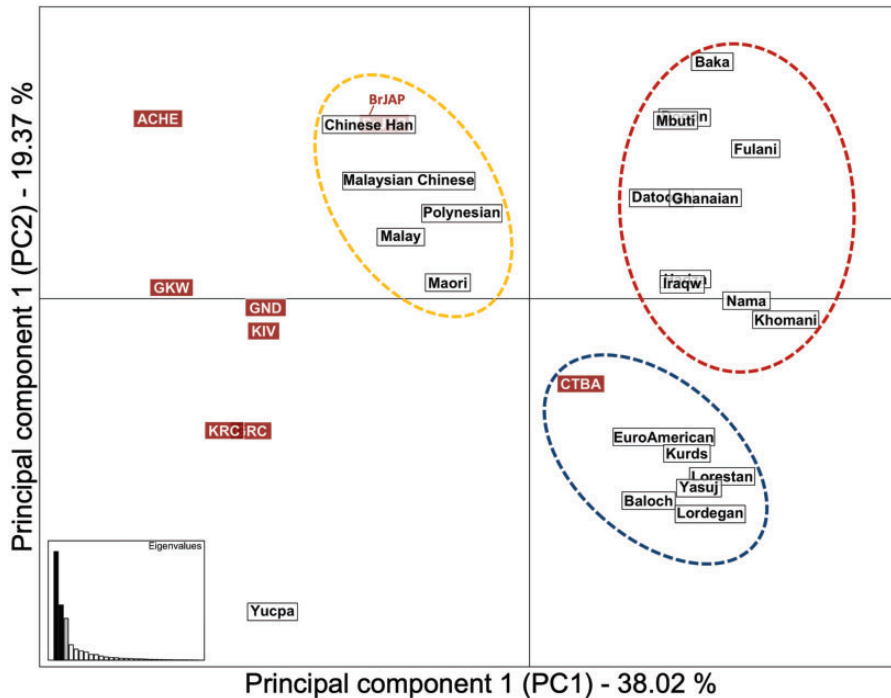 Principal component 1 (PC2) - 19.37 %
Baka
BrJAP
ACHE
Chinese Han
Mbuti
Fulani
Malaysian Chinese
Ghanaian
Polynesian
Malay
Maori
Iraqw
GKW
Nama
GND
Khomani
KIV
CTBA
KRC
EuroAmerican
Kurds
Lorestan
Yasuj
Baloch
Lordegan
Eigenvalues
Yucpa
Principal component 1 (PC1) - 38.02 %